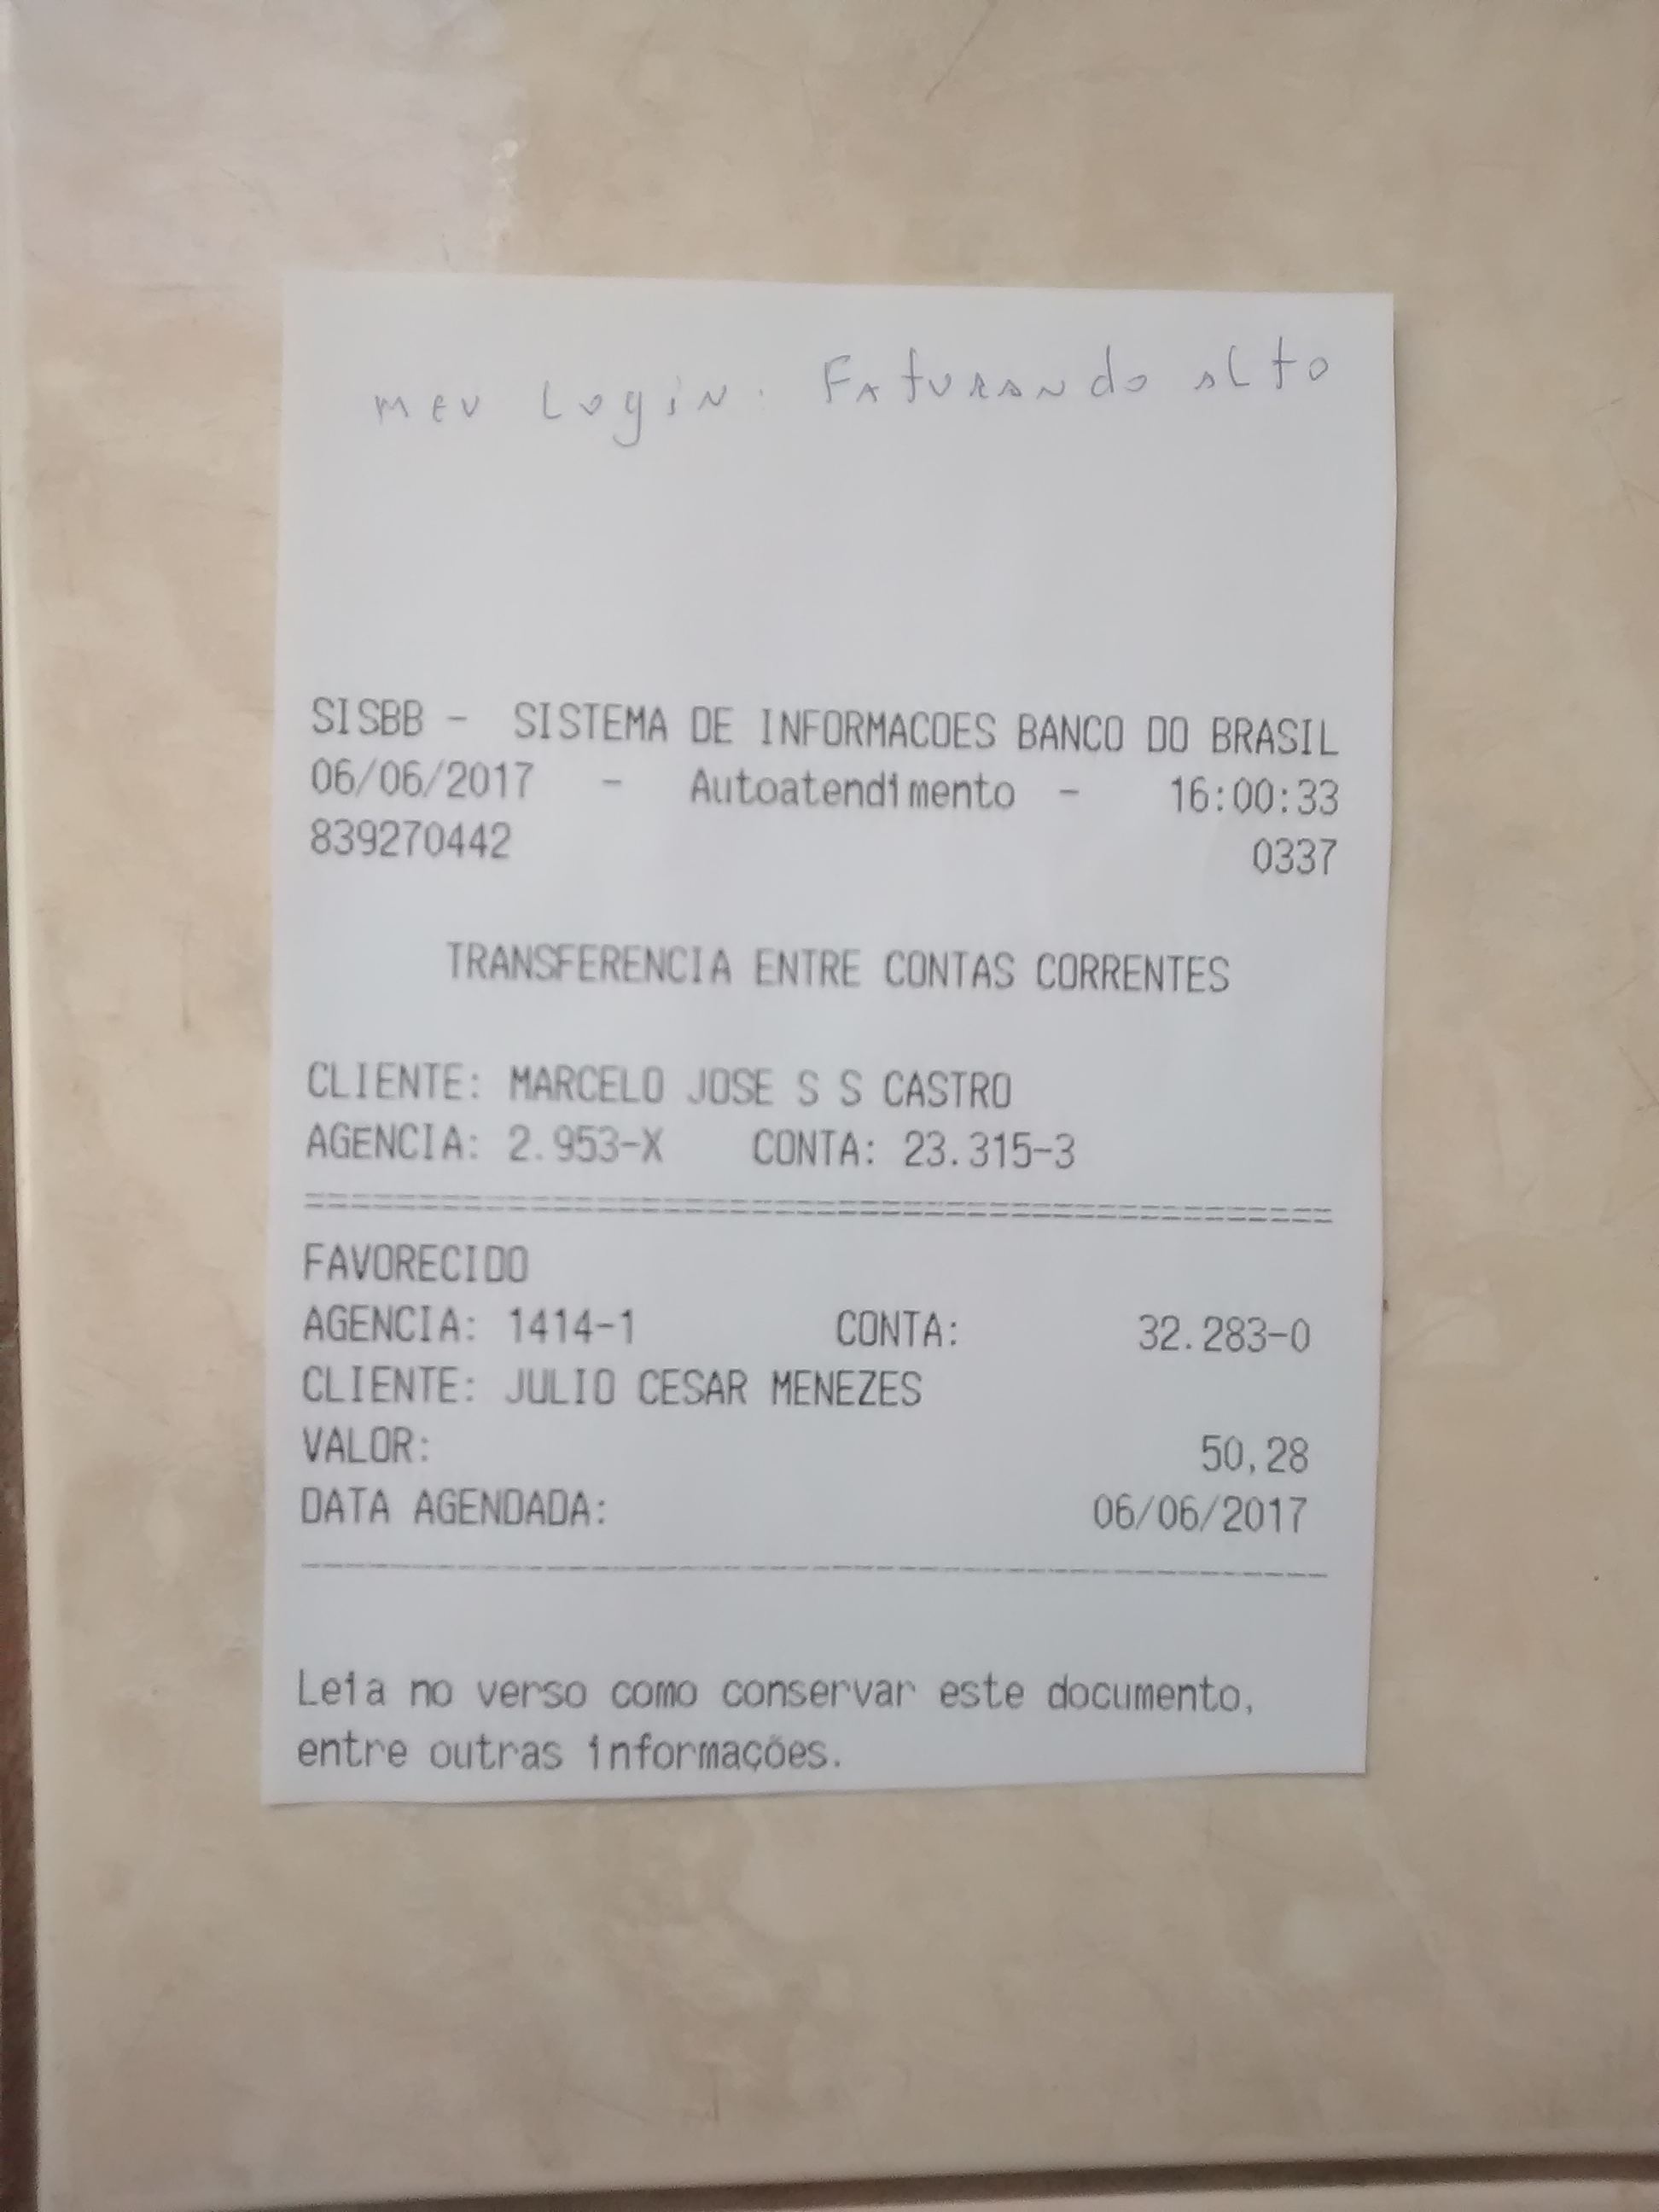 meu Login: Faturando alto
SISBB - SISTEMA DE INFORMACOES BANCO DO BRASIL
06/06/2017 - Autoatendimento - 16:00:33
839270442 0337
TRANSFERENCIA ENTRE CONTAS CORRENTES
CLIENTE: MARCELO JOSE S S CASTRO
AGENCIA: 2.953-X CONTA: 23.315-3
FAVORECIDO
AGENCIA: 1414-1 CONTA: 32.283-0
CLIENTE: JULIO CESAR MENEZES
VALOR: 50,28
DATA AGENDADA: 06/06/2017
Leia no verso como conservar este documento,
entre outras informações.